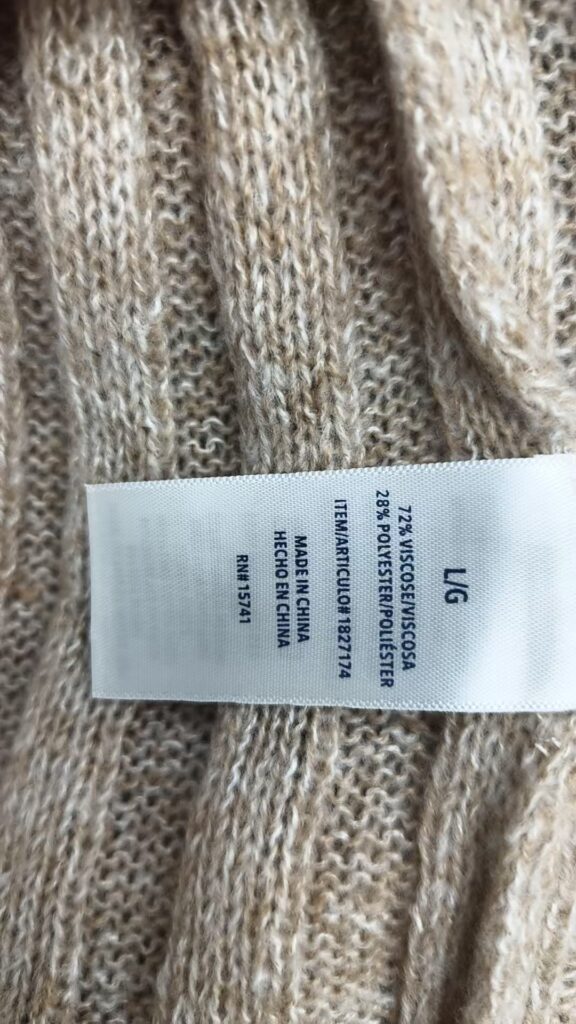 L/G
72% VISCOSE/VISCOSA
28% POLYESTER/POLIÉSTER
ITEM/ARTICULO# 1827174
MADE IN CHINA
HECHO EN CHINA
RN# 15741